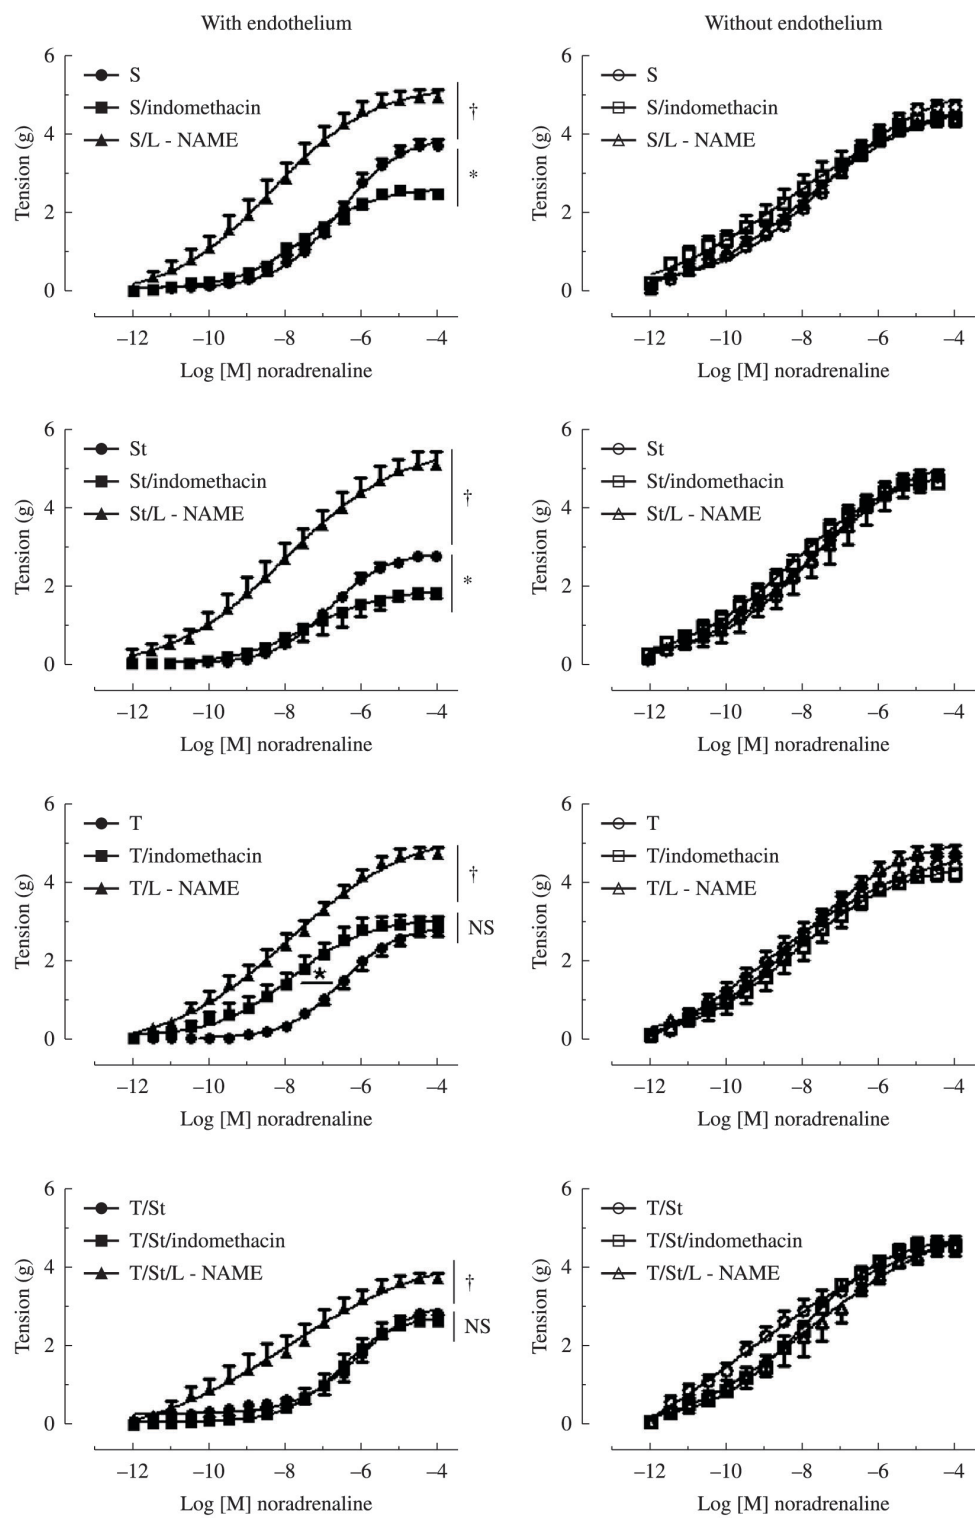 With endothelium
Without endothelium
6
4
2
0
Tension (g)
S
S/indomethacin
S/L - NAME
†
*
–12 –10 –8 –6 –4
Log [M] noradrenaline
6
4
2
0
Tension (g)
S
S/indomethacin
S/L - NAME
–12 –10 –8 –6 –4
Log [M] noradrenaline
6
4
2
0
Tension (g)
St
St/indomethacin
St/L - NAME
†
*
–12 –10 –8 –6 –4
Log [M] noradrenaline
6
4
2
0
Tension (g)
St
St/indomethacin
St/L - NAME
–12 –10 –8 –6 –4
Log [M] noradrenaline
6
4
2
0
Tension (g)
T
T/indomethacin
T/L - NAME
†
NS
*
–12 –10 –8 –6 –4
Log [M] noradrenaline
6
4
2
0
Tension (g)
T
T/indomethacin
T/L - NAME
–12 –10 –8 –6 –4
Log [M] noradrenaline
6
4
2
0
Tension (g)
T/St
T/St/indomethacin
T/St/L - NAME
†
NS
–12 –10 –8 –6 –4
Log [M] noradrenaline
6
4
2
0
Tension (g)
T/St
T/St/indomethacin
T/St/L - NAME
–12 –10 –8 –6 –4
Log [M] noradrenaline